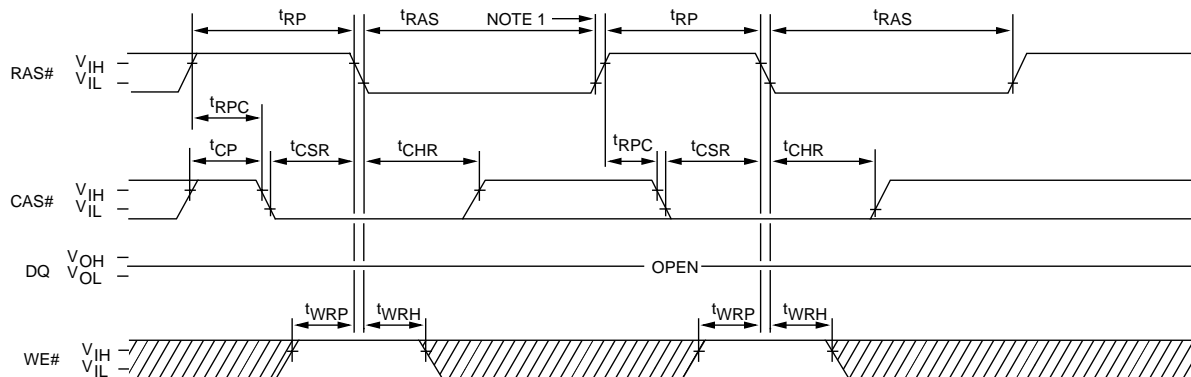 tRP tRAS NOTE 1 tRP tRAS
RAS# VIH
VIL
tRPC
tCP tCSR tCHR tRPC tCSR tCHR
CAS# VIH
VIL
DQ VOH
VOL
OPEN
tWRP tWRH tWRP tWRH
WE# VIH
VIL